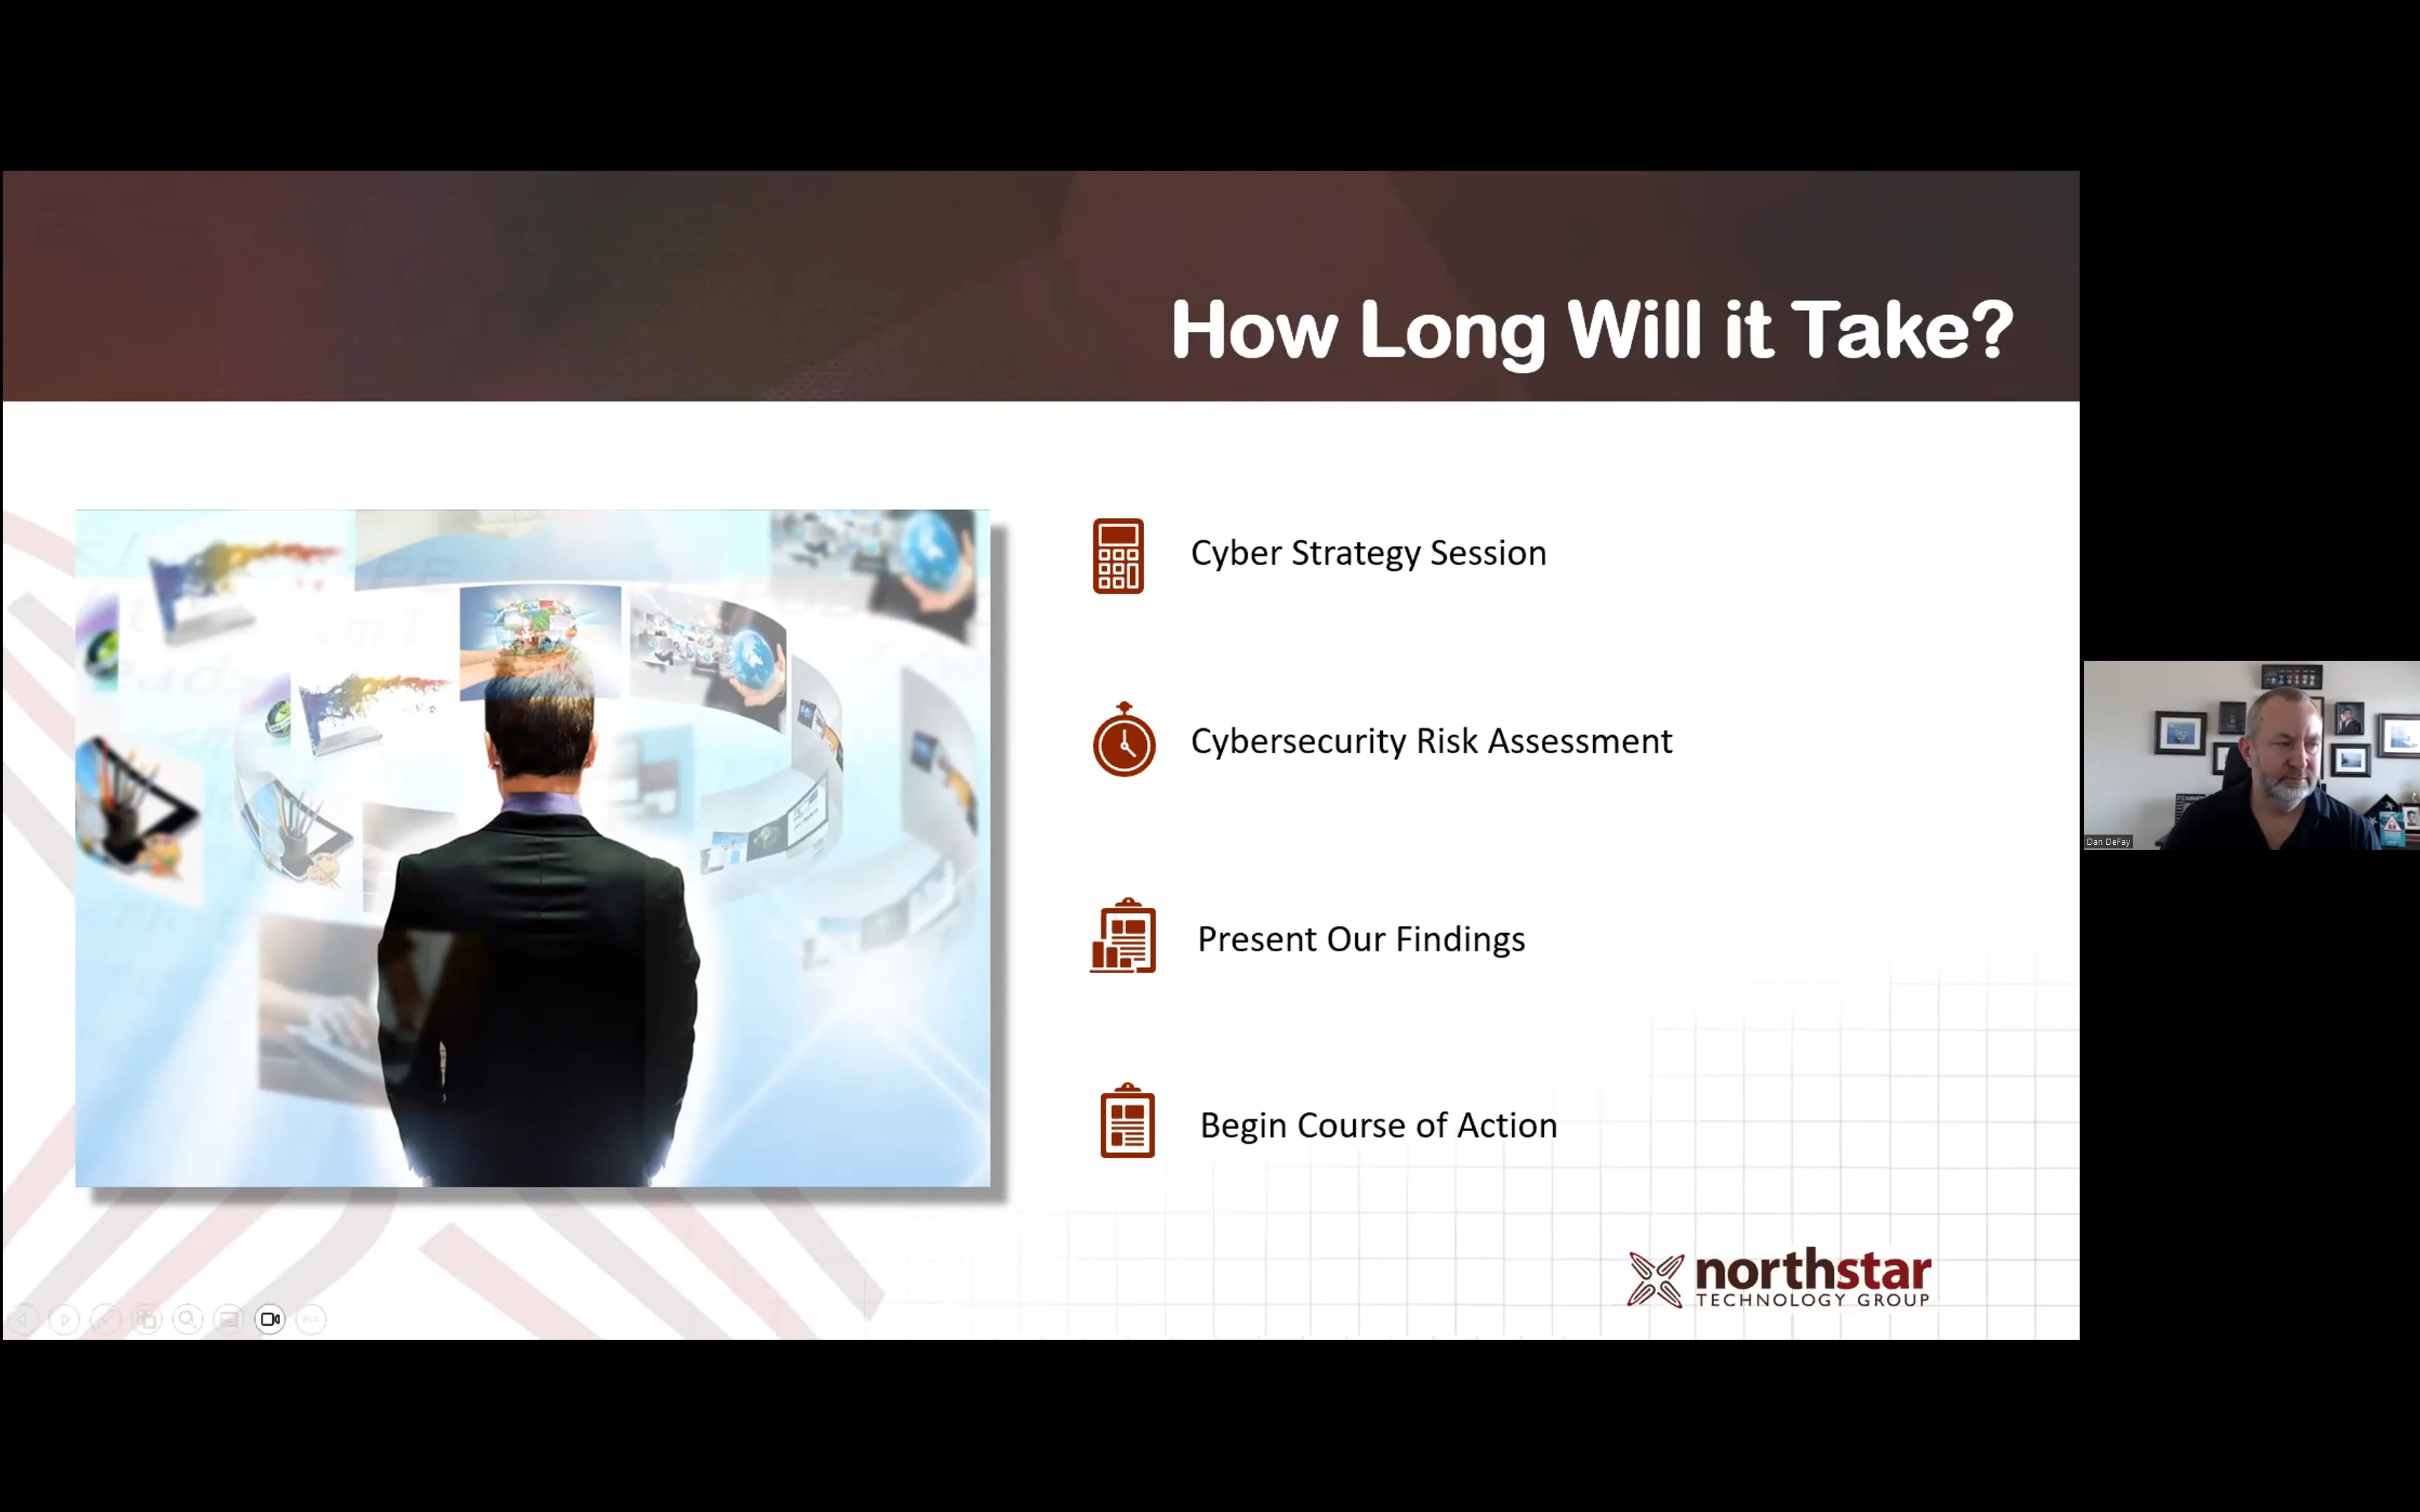 How Long Will it Take?
Cyber Strategy Session
Cybersecurity Risk Assessment
Present Our Findings
Begin Course of Action
northstar
TECHNOLOGY GROUP
Dan DeFay